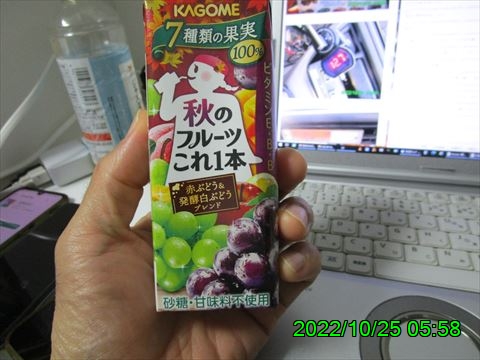 KAGOME
7種類の果実
100%
秋の
フルーツ
これ1本
赤ぶどう&
発酵白ぶどう
ブレンド
砂糖・甘味料不使用
2022/10/25 05:58